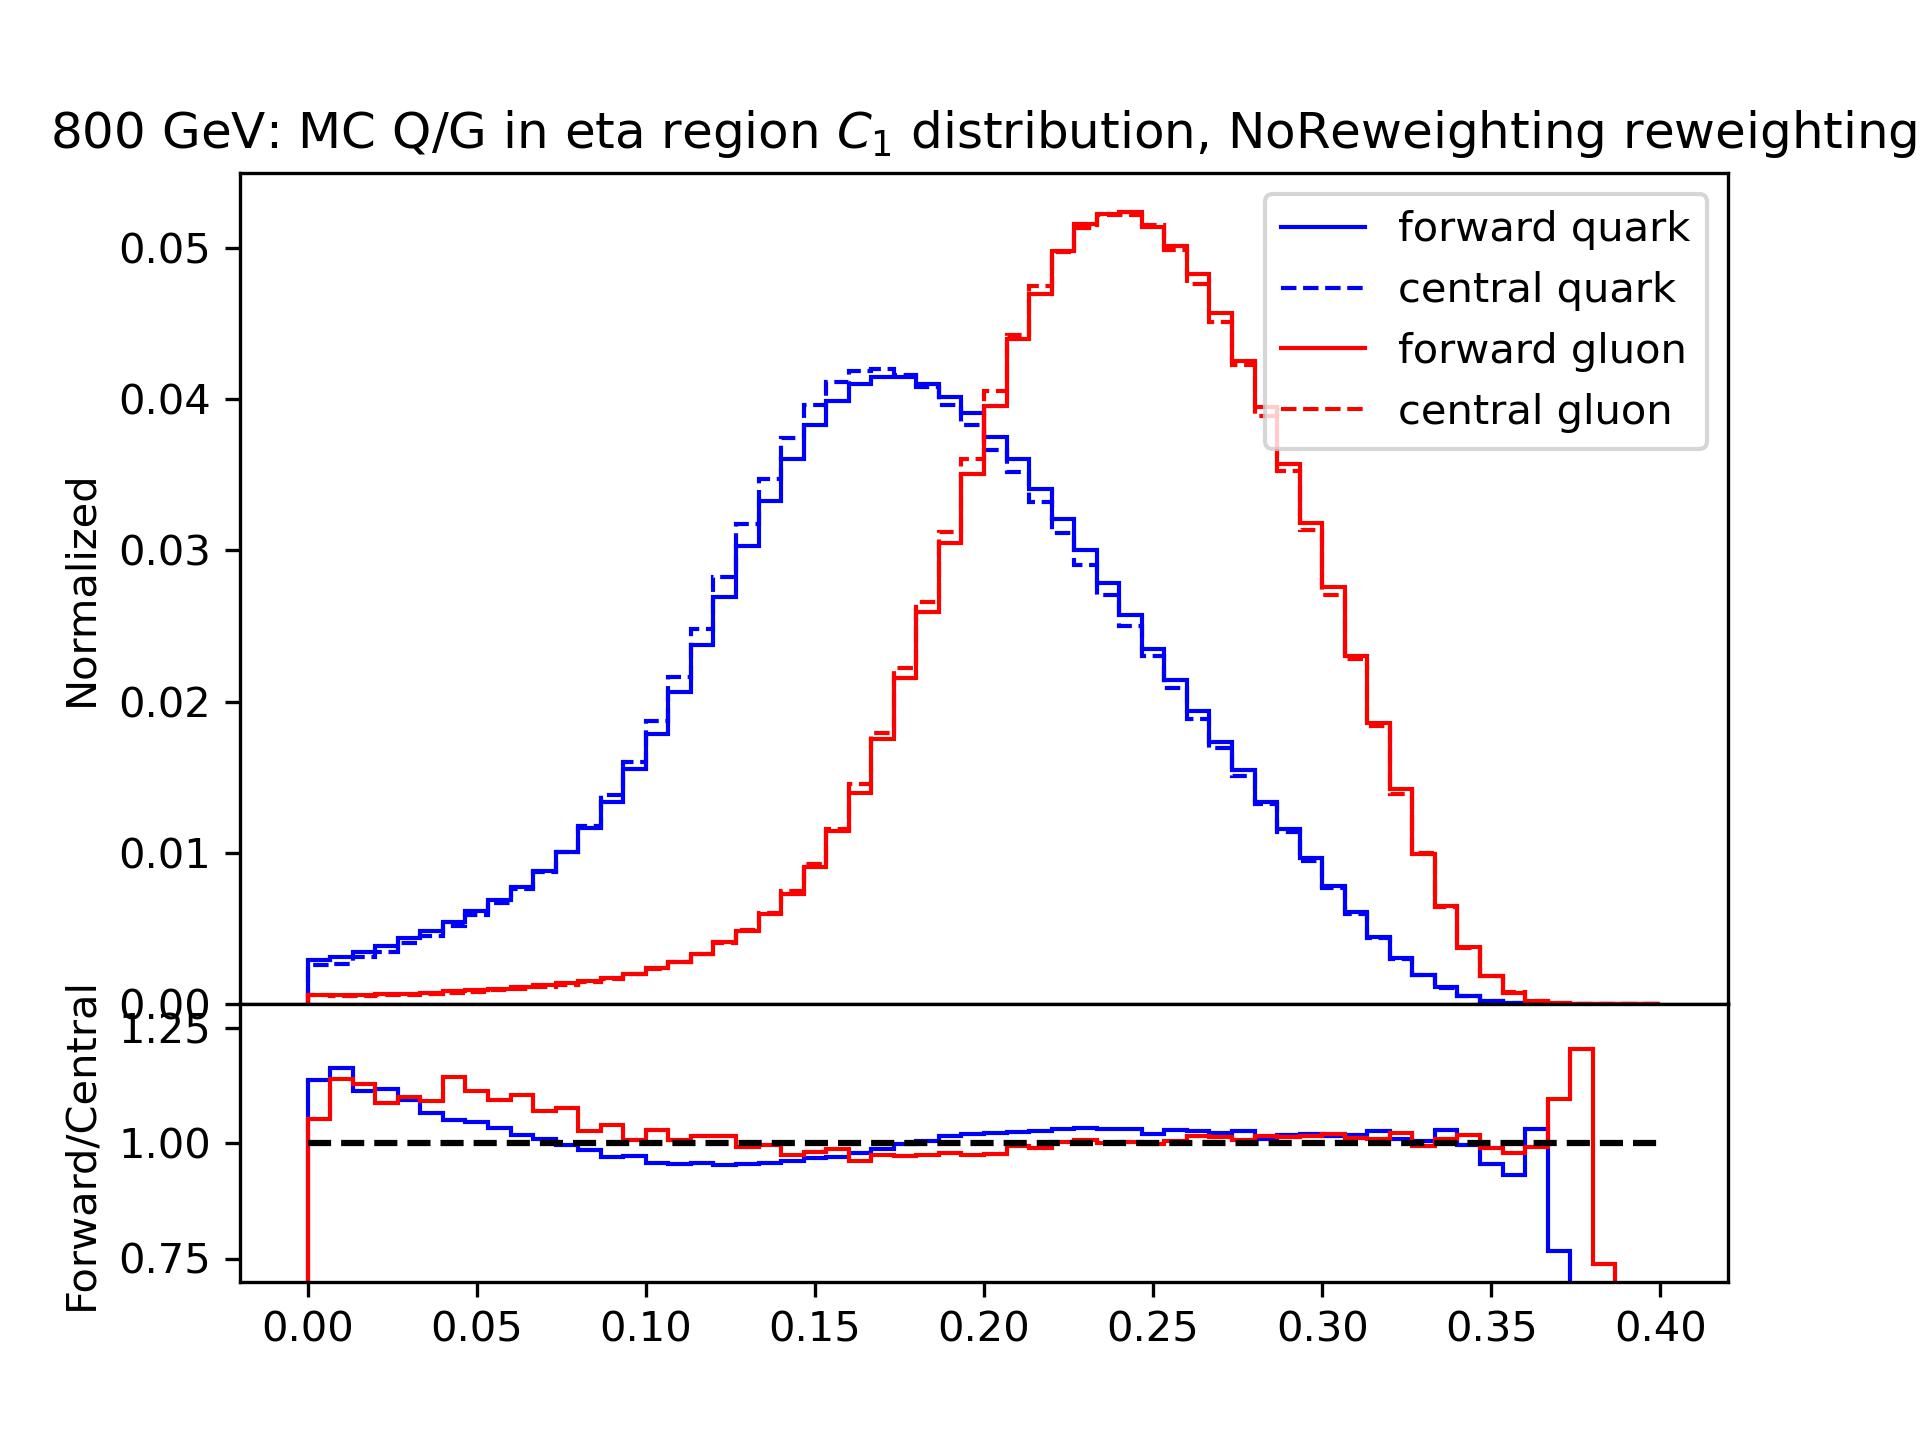 800 GeV: MC Q/G in eta region C₁ distribution, NoReweighting reweighting
forward quark
central quark
forward gluon
central gluon
Normalized
0.05
0.04
0.03
0.02
0.01
0.00
Forward/Central
1.25
1.00
0.75
0.00 0.05 0.10 0.15 0.20 0.25 0.30 0.35 0.40